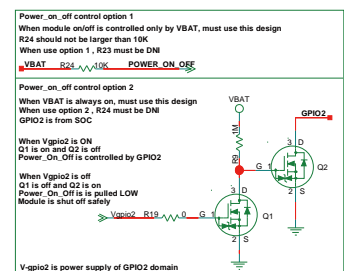 Power_on_off control option 1
When module on/off is controlled only by VBAT, must use this design
R24 should not be larger than 10K
When use option 1 , R23 must be DNI
VBAT R24 10K POWER_ON_OFF
Power_on_off control option 2
When VBAT is always on, must use this design
When use option 2 , R24 must be DNI
GPIO2 is from SOC
VBAT
GPIO2
When Vgpio2 is ON
Q1 is on and Q2 is off
Power_On_Off is controlled by GPIO2
R9 1M
3 D
G 1
Q2
2 S
When Vgpio2 is off
Q1 is off and Q2 is on
Power_On_Off is is pulled LOW
Module is shut off safely
3 D
Vgpio2 R19 0 G 1
Q1
2 S
V-gpio2 is power supply of GPIO2 domain